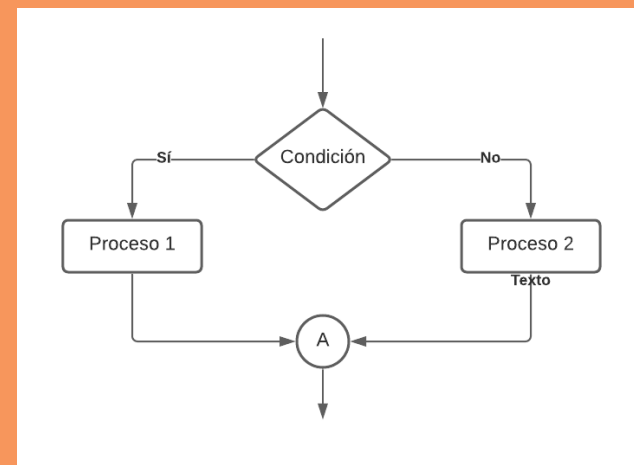 Condición
Sí
No
Proceso 1
Proceso 2
Texto
A